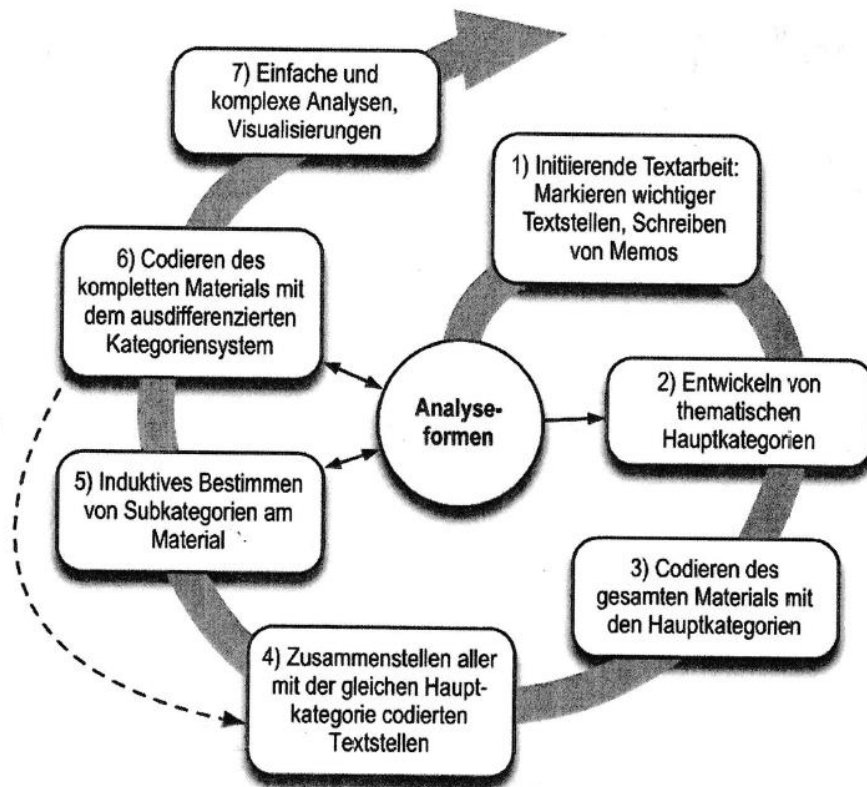 7) Einfache und
komplexe Analysen,
Visualisierungen
1) Initiierende Textarbeit:
Markieren wichtiger
Textstellen, Schreiben
von Memos
6) Codieren des
kompletten Materials mit
dem ausdifferenzierten
Kategoriensystem
Analyse-
formen
2) Entwickeln von
thematischen
Hauptkategorien
5) Induktives Bestimmen
von Subkategorien am
Material
3) Codieren des
gesamten Materials mit
den Hauptkategorien
4) Zusammenstellen aller
mit der gleichen Haupt-
kategorie codierten
Textstellen